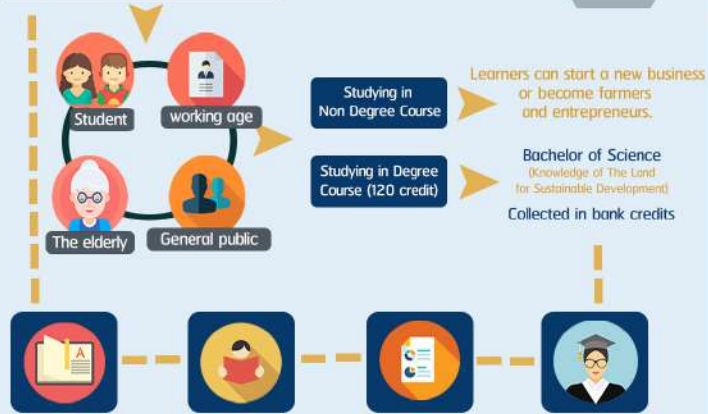 Student
working age
The elderly
General public
Studying in
Non Degree Course
Learners can start a new business
or become farmers
and entrepreneurs.
Studying in Degree
Course (120 credit)
Bachelor of Science
(Knowledge of The Land
for Sustainable Development)
Collected in bank credits
A